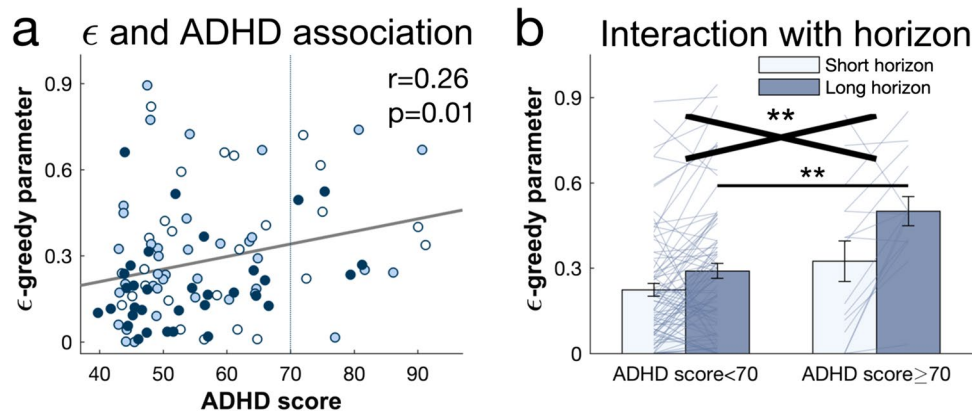 a ϵ and ADHD association
r=0.26
p=0.01
ϵ-greedy parameter
0.9
0.6
0.3
0
40 50 60 70 80 90
ADHD score
b Interaction with horizon
Short horizon
Long horizon
**
**
ϵ-greedy parameter
0.9
0.6
0.3
0
ADHD score<70 ADHD score≥70